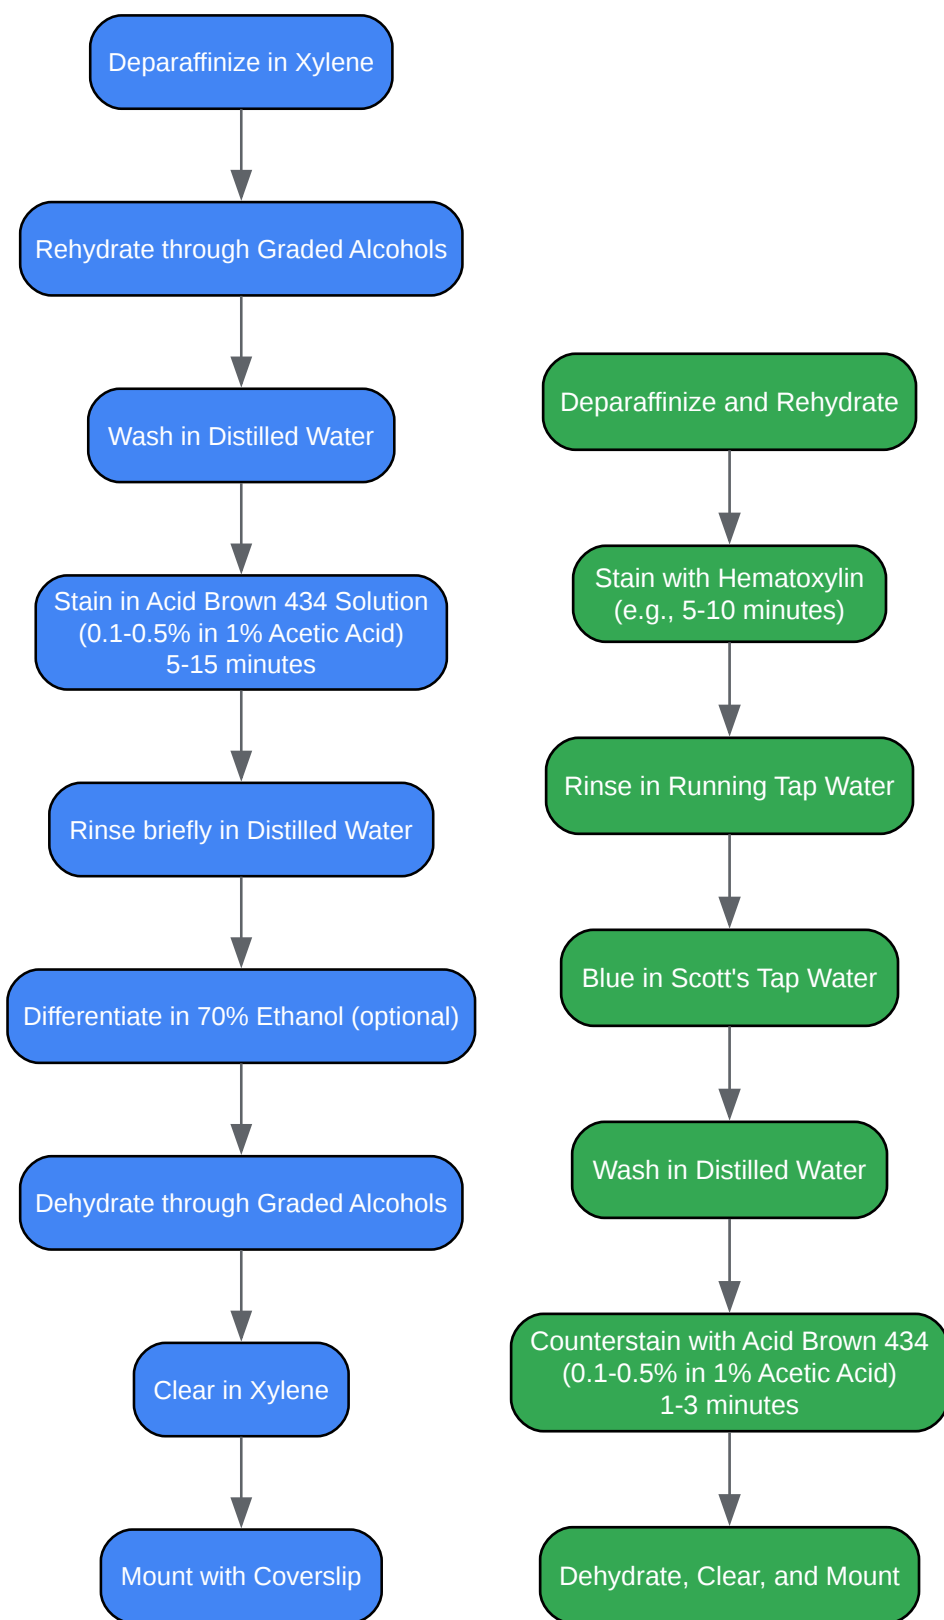 Deparaffinize in Xylene
Rehydrate through Graded Alcohols
Wash in Distilled Water
Stain in Acid Brown 434 Solution
(0.1-0.5% in 1% Acetic Acid)
5-15 minutes
Rinse briefly in Distilled Water
Differentiate in 70% Ethanol (optional)
Dehydrate through Graded Alcohols
Clear in Xylene
Mount with Coverslip
Deparaffinize and Rehydrate
Stain with Hematoxylin
(e.g., 5-10 minutes)
Rinse in Running Tap Water
Blue in Scott's Tap Water
Wash in Distilled Water
Counterstain with Acid Brown 434
(0.1-0.5% in 1% Acetic Acid)
1-3 minutes
Dehydrate, Clear, and Mount